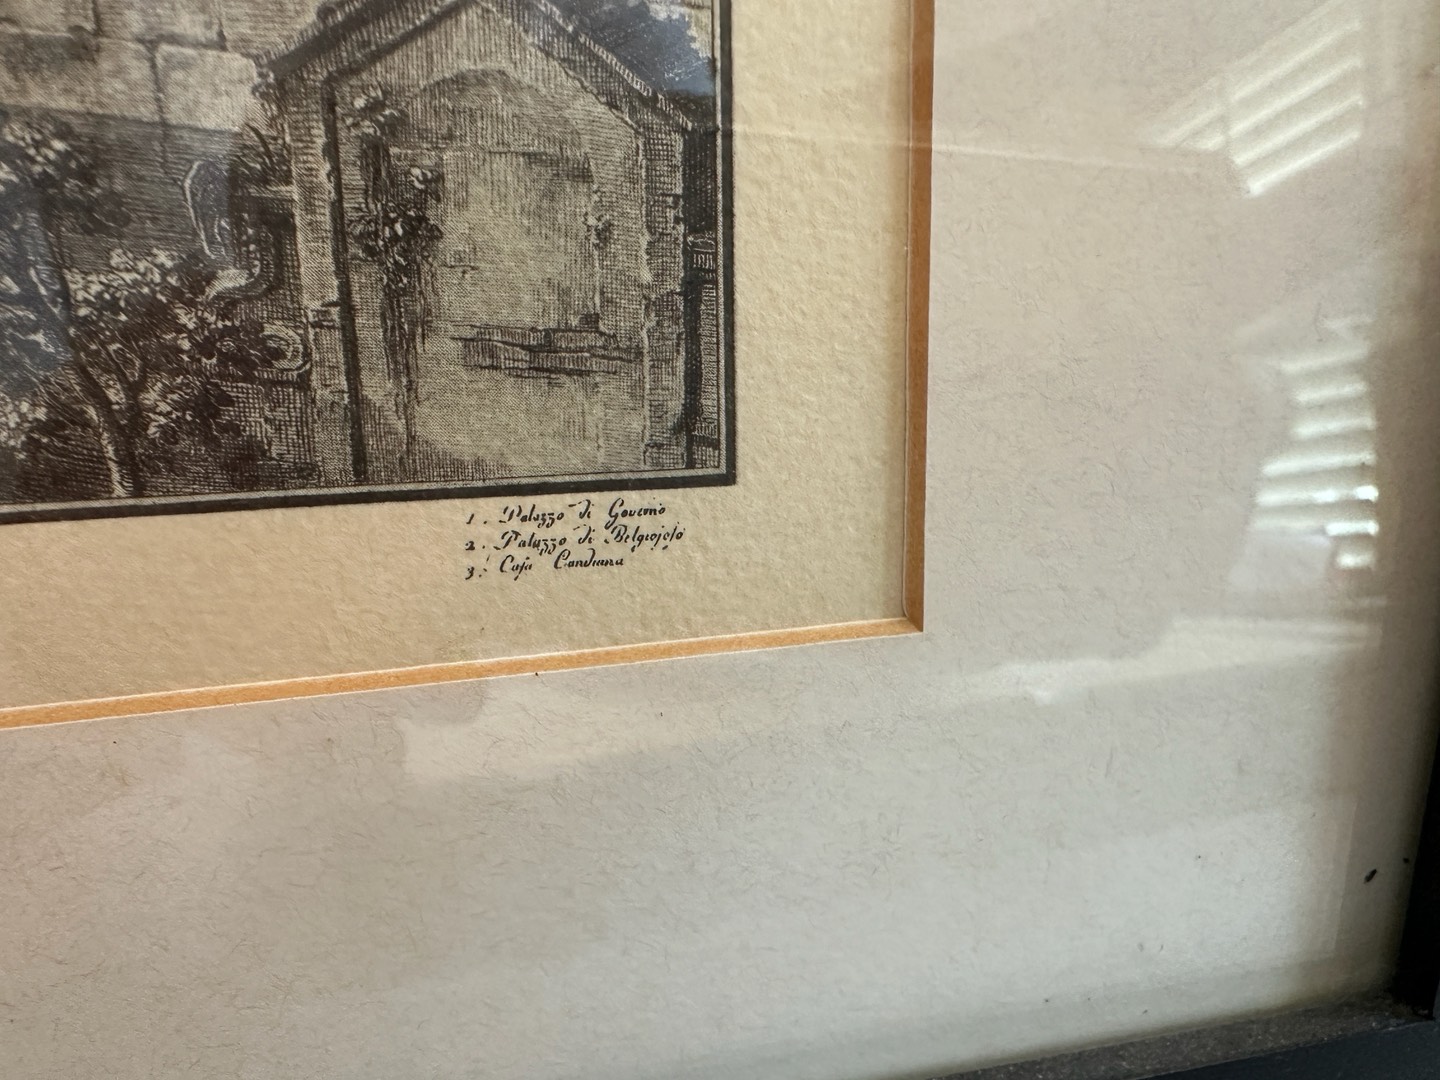 1. Palazzo di Governo
2. Palazzo di Belgiojoso
3. Casa Candiana